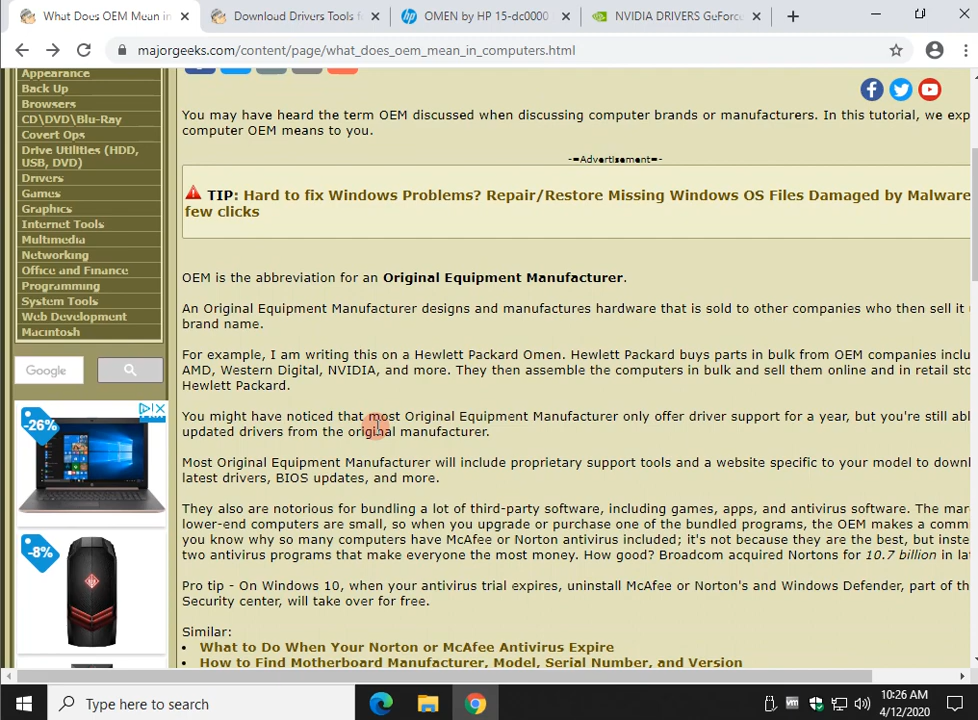 What Does OEM Mean in
Download Drivers Tools f
OMEN by HP 15-dc0000
NVIDIA DRIVERS GeForce
majorgeeks.com/content/page/what_does_oem_mean_in_computers.html
Appearance
Back Up
Browsers
CD\DVD\Blu-Ray
Covert Ops
Drive Utilities (HDD,
USB, DVD)
Drivers
Games
Graphics
Internet Tools
Multimedia
Networking
Office and Finance
Programming
System Tools
Web Development
Macintosh
Google
-26%
-8%
You may have heard the term OEM discussed when discussing computer brands or manufacturers. In this tutorial, we exp
computer OEM means to you.
-=Advertisement=-
TIP: Hard to fix Windows Problems? Repair/Restore Missing Windows OS Files Damaged by Malware
few clicks
OEM is the abbreviation for an Original Equipment Manufacturer.
An Original Equipment Manufacturer designs and manufactures hardware that is sold to other companies who then sell it
brand name.
For example, I am writing this on a Hewlett Packard Omen. Hewlett Packard buys parts in bulk from OEM companies inclu
AMD, Western Digital, NVIDIA, and more. They then assemble the computers in bulk and sell them online and in retail sto
Hewlett Packard.
You might have noticed that most Original Equipment Manufacturer only offer driver support for a year, but you're still abl
updated drivers from the original manufacturer.
Most Original Equipment Manufacturer will include proprietary support tools and a website specific to your model to downl
latest drivers, BIOS updates, and more.
They also are notorious for bundling a lot of third-party software, including games, apps, and antivirus software. The mar
lower-end computers are small, so when you upgrade or purchase one of the bundled programs, the OEM makes a comm
you know why so many computers have McAfee or Norton antivirus included; it's not because they are the best, but inste
two antivirus programs that make everyone the most money. How good? Broadcom acquired Nortons for 10.7 billion in lat
Pro tip - On Windows 10, when your antivirus trial expires, uninstall McAfee or Norton's and Windows Defender, part of th
Security center, will take over for free.
Similar:
• What to Do When Your Norton or McAfee Antivirus Expire
• How to Find Motherboard Manufacturer, Model, Serial Number, and Version
Type here to search
10:26 AM
4/12/2020